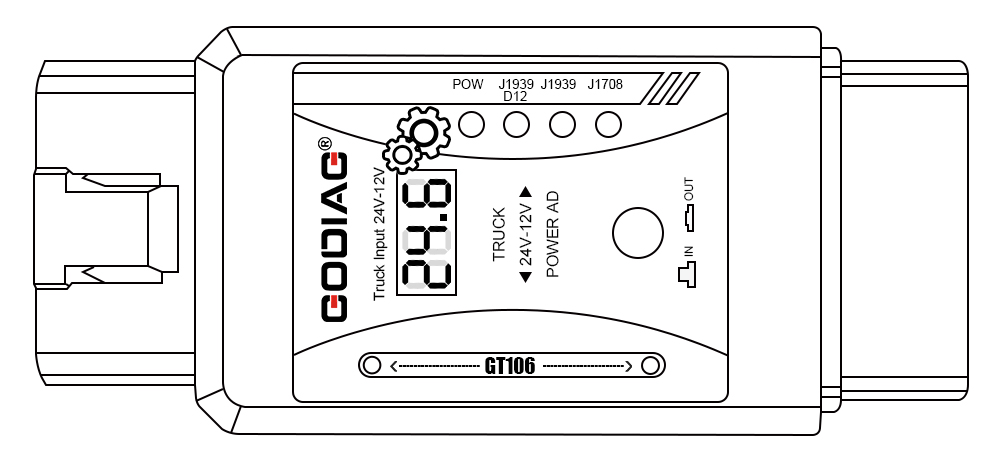 POW
J1939
D12
J1939
J1708
GODIAG®
Truck Input 24V-12V
24.6
TRUCK
◀ 24V-12V ▶
POWER AD
IN
OUT
GT106